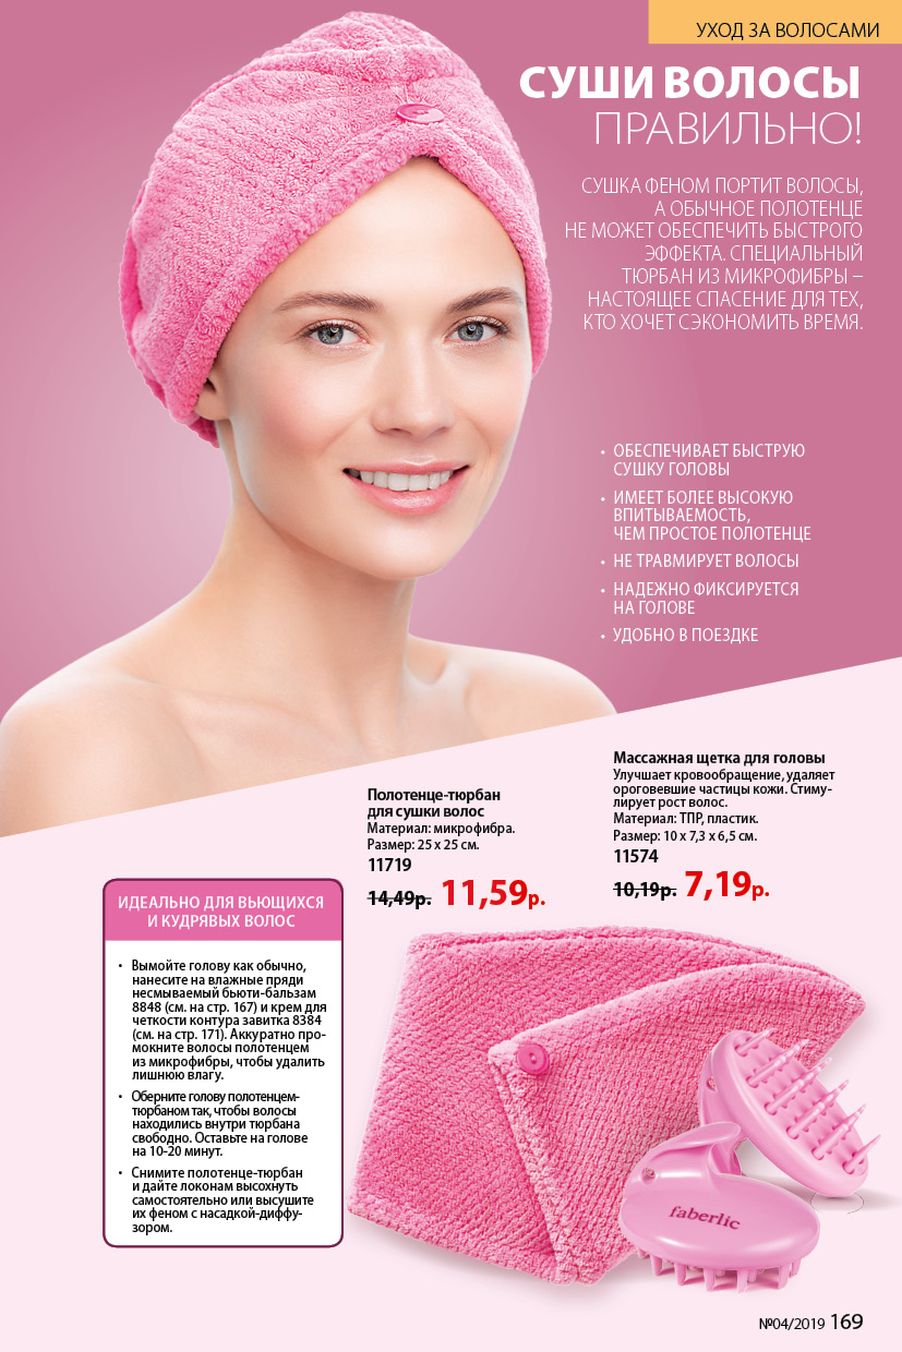 УХОД ЗА ВОЛОСАМИ
СУШИ ВОЛОСЫ
ПРАВИЛЬНО!
СУШКА ФЕНОМ ПОРТИТ ВОЛОСЫ,
А ОБЫЧНОЕ ПОЛОТЕНЦЕ
НЕ МОЖЕТ ОБЕСПЕЧИТЬ БЫСТРОГО
ЭФФЕКТА. СПЕЦИАЛЬНЫЙ
ТЮРБАН ИЗ МИКРОФИБРЫ –
НАСТОЯЩЕЕ СПАСЕНИЕ ДЛЯ ТЕХ,
КТО ХОЧЕТ СЭКОНОМИТЬ ВРЕМЯ.
• ОБЕСПЕЧИВАЕТ БЫСТРУЮ
СУШКУ ГОЛОВЫ
• ИМЕЕТ БОЛЕЕ ВЫСОКУЮ
ВПИТЫВАЕМОСТЬ,
ЧЕМ ПРОСТОЕ ПОЛОТЕНЦЕ
• НЕ ТРАВМИРУЕТ ВОЛОСЫ
• НАДЕЖНО ФИКСИРУЕТСЯ
НА ГОЛОВЕ
• УДОБНО В ПОЕЗДКЕ
Массажная щетка для головы
Улучшает кровообращение, удаляет
ороговевшие частицы кожи. Стиму-
лирует рост волос.
Материал: ТПР, пластик.
Размер: 10 х 7,3 х 6,5 см.
11574
10,19р. 7,19р.
Полотенце-тюрбан
для сушки волос
Материал: микрофибра.
Размер: 25 х 25 см.
11719
14,49р. 11,59р.
ИДЕАЛЬНО ДЛЯ ВЬЮЩИХСЯ
И КУДРЯВЫХ ВОЛОС
• Вымойте голову как обычно,
нанесите на влажные пряди
несмываемый бьюти-бальзам
8848 (см. на стр. 167) и крем для
четкости контура завитка 8384
(см. на стр. 171). Аккуратно про-
мокните волосы полотенцем
из микрофибры, чтобы удалить
лишнюю влагу.
• Оберните голову полотенцем-
тюрбаном так, чтобы волосы
находились внутри тюрбана
свободно. Оставьте на голове
на 10-20 минут.
• Снимите полотенце-тюрбан
и дайте локонам высохнуть
самостоятельно или высушите
их феном с насадкой-диффу-
зором.
faberlic
№04/2019 169